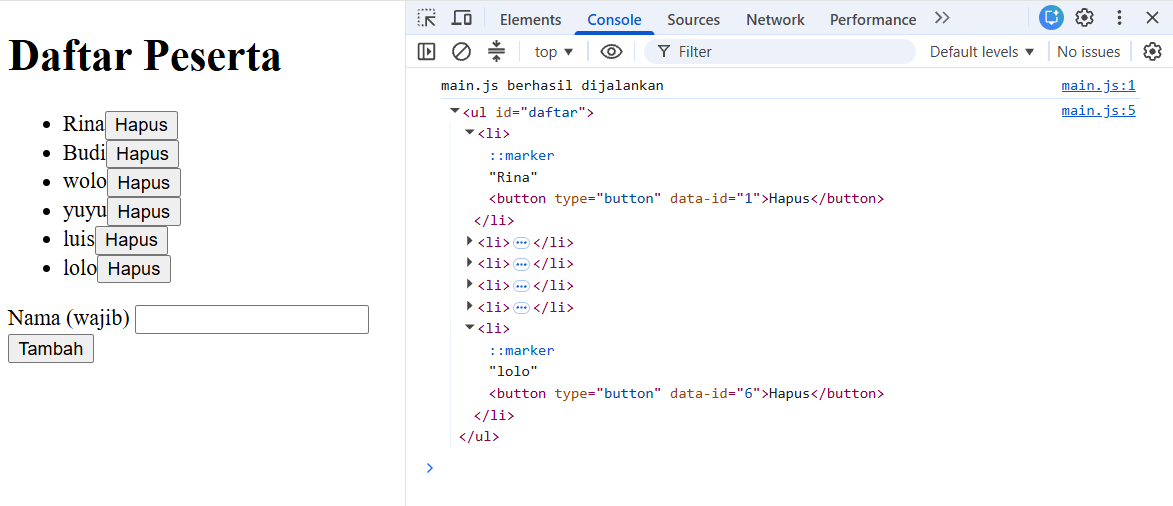 Daftar Peserta
Rina Hapus
Budi Hapus
wolo Hapus
yuyu Hapus
luis Hapus
lolo Hapus
Nama (wajib)
Tambah
Elements Console Sources Network Performance
top Filter Default levels No issues
main.js berhasil dijalankan main.js:1
<ul id="daftar"> main.js:5
<li>
::marker
"Rina"
<button type="button" data-id="1">Hapus</button>
</li>
<li>…</li>
<li>…</li>
<li>…</li>
<li>…</li>
<li>
::marker
"lolo"
<button type="button" data-id="6">Hapus</button>
</li>
</ul>